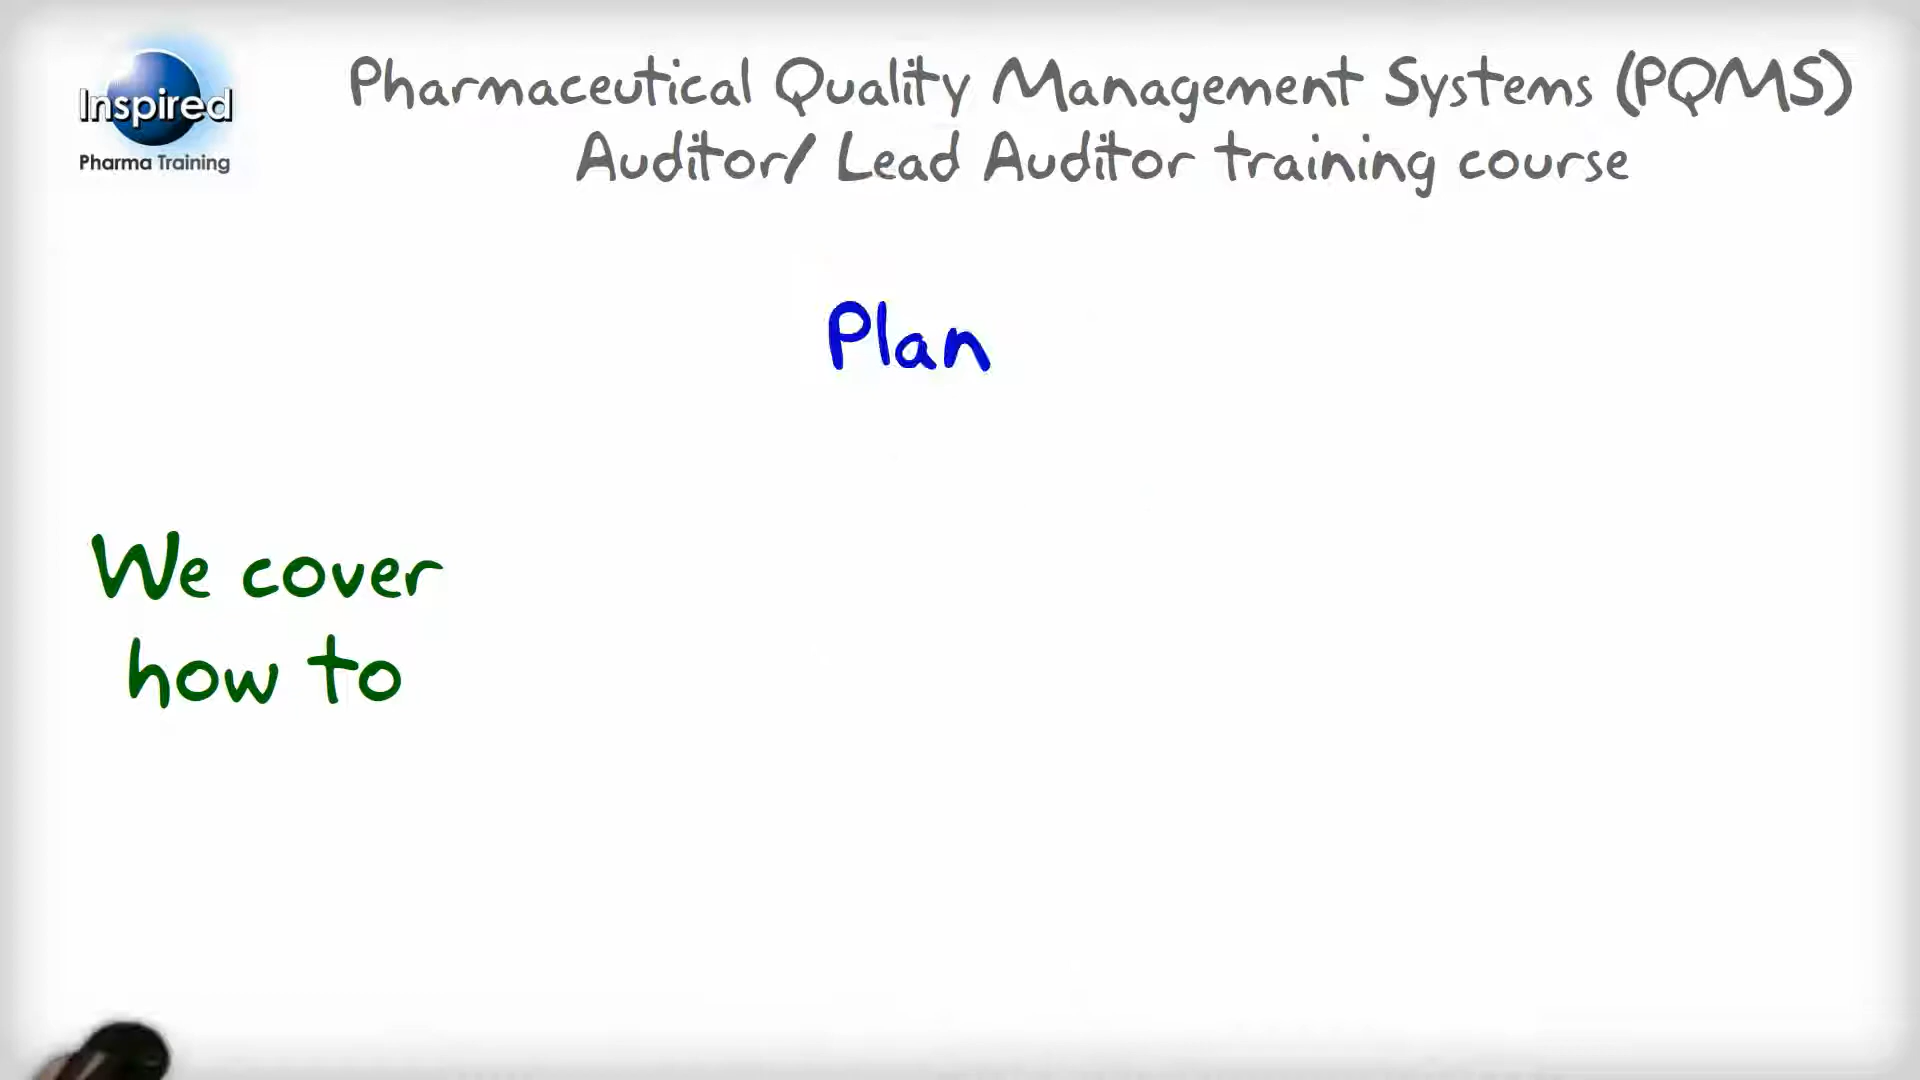 Inspired
Pharma Training
Pharmaceutical Quality Management Systems (PQMS)
Auditor/ Lead Auditor training course
Plan
We cover
how to